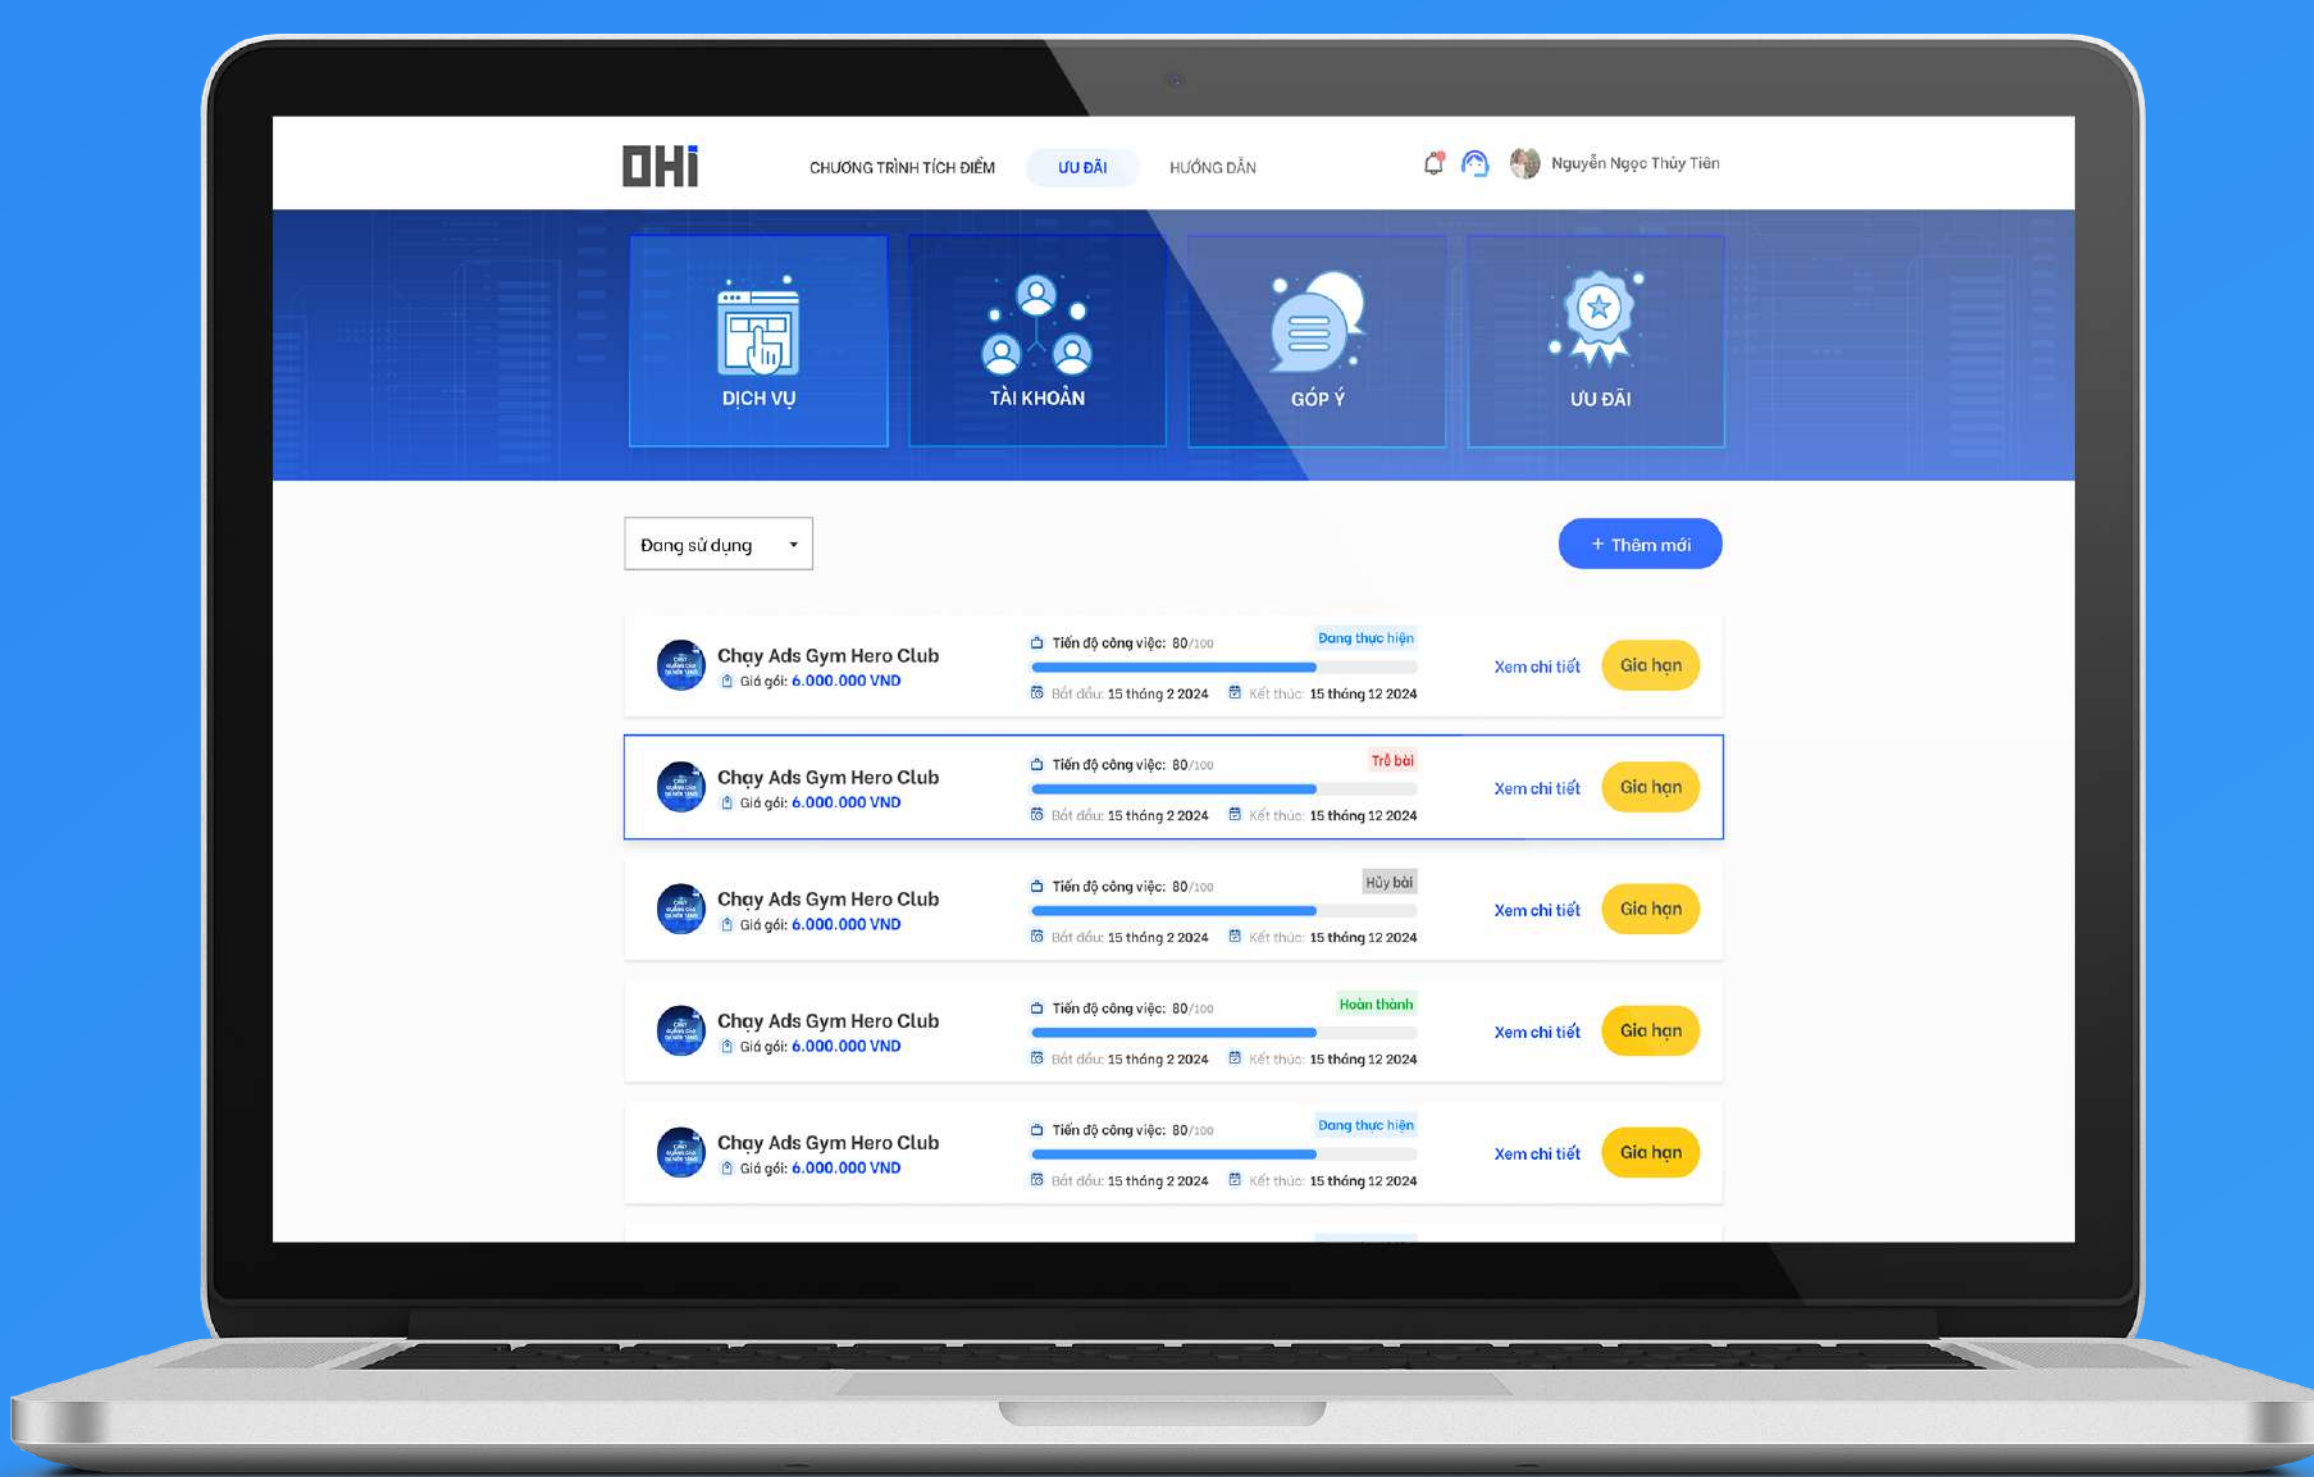 OHi
CHƯƠNG TRÌNH TÍCH ĐIỂM
ƯU ĐÃI
HƯỚNG DẪN
Nguyễn Ngọc Thủy Tiên
DỊCH VỤ
TÀI KHOẢN
GÓP Ý
ƯU ĐÃI
Đang sử dụng
+ Thêm mới
Chạy Ads Gym Hero Club
Giá gói: 6.000.000 VND
Tiến độ công việc: 80/100
Đang thực hiện
Bắt đầu: 15 tháng 2 2024
Kết thúc: 15 tháng 12 2024
Xem chi tiết
Gia hạn
Chạy Ads Gym Hero Club
Giá gói: 6.000.000 VND
Tiến độ công việc: 80/100
Trễ bài
Bắt đầu: 15 tháng 2 2024
Kết thúc: 15 tháng 12 2024
Xem chi tiết
Gia hạn
Chạy Ads Gym Hero Club
Giá gói: 6.000.000 VND
Tiến độ công việc: 80/100
Hủy bài
Bắt đầu: 15 tháng 2 2024
Kết thúc: 15 tháng 12 2024
Xem chi tiết
Gia hạn
Chạy Ads Gym Hero Club
Giá gói: 6.000.000 VND
Tiến độ công việc: 80/100
Hoàn thành
Bắt đầu: 15 tháng 2 2024
Kết thúc: 15 tháng 12 2024
Xem chi tiết
Gia hạn
Chạy Ads Gym Hero Club
Giá gói: 6.000.000 VND
Tiến độ công việc: 80/100
Đang thực hiện
Bắt đầu: 15 tháng 2 2024
Kết thúc: 15 tháng 12 2024
Xem chi tiết
Gia hạn